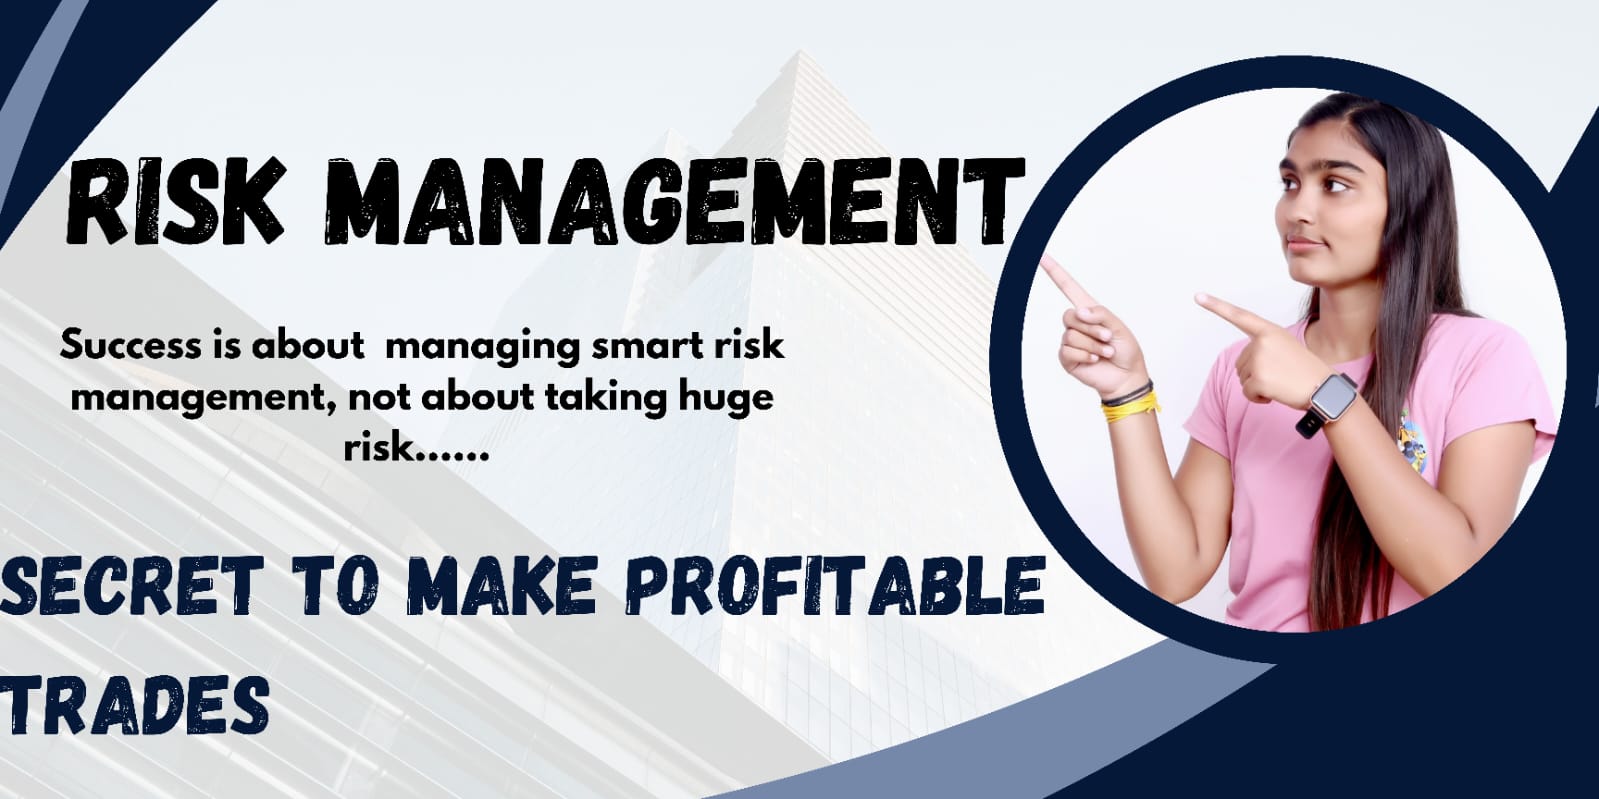 RISK MANAGEMENT
Success is about managing smart risk
management, not about taking huge
risk......
SECRET TO MAKE PROFITABLE
TRADES